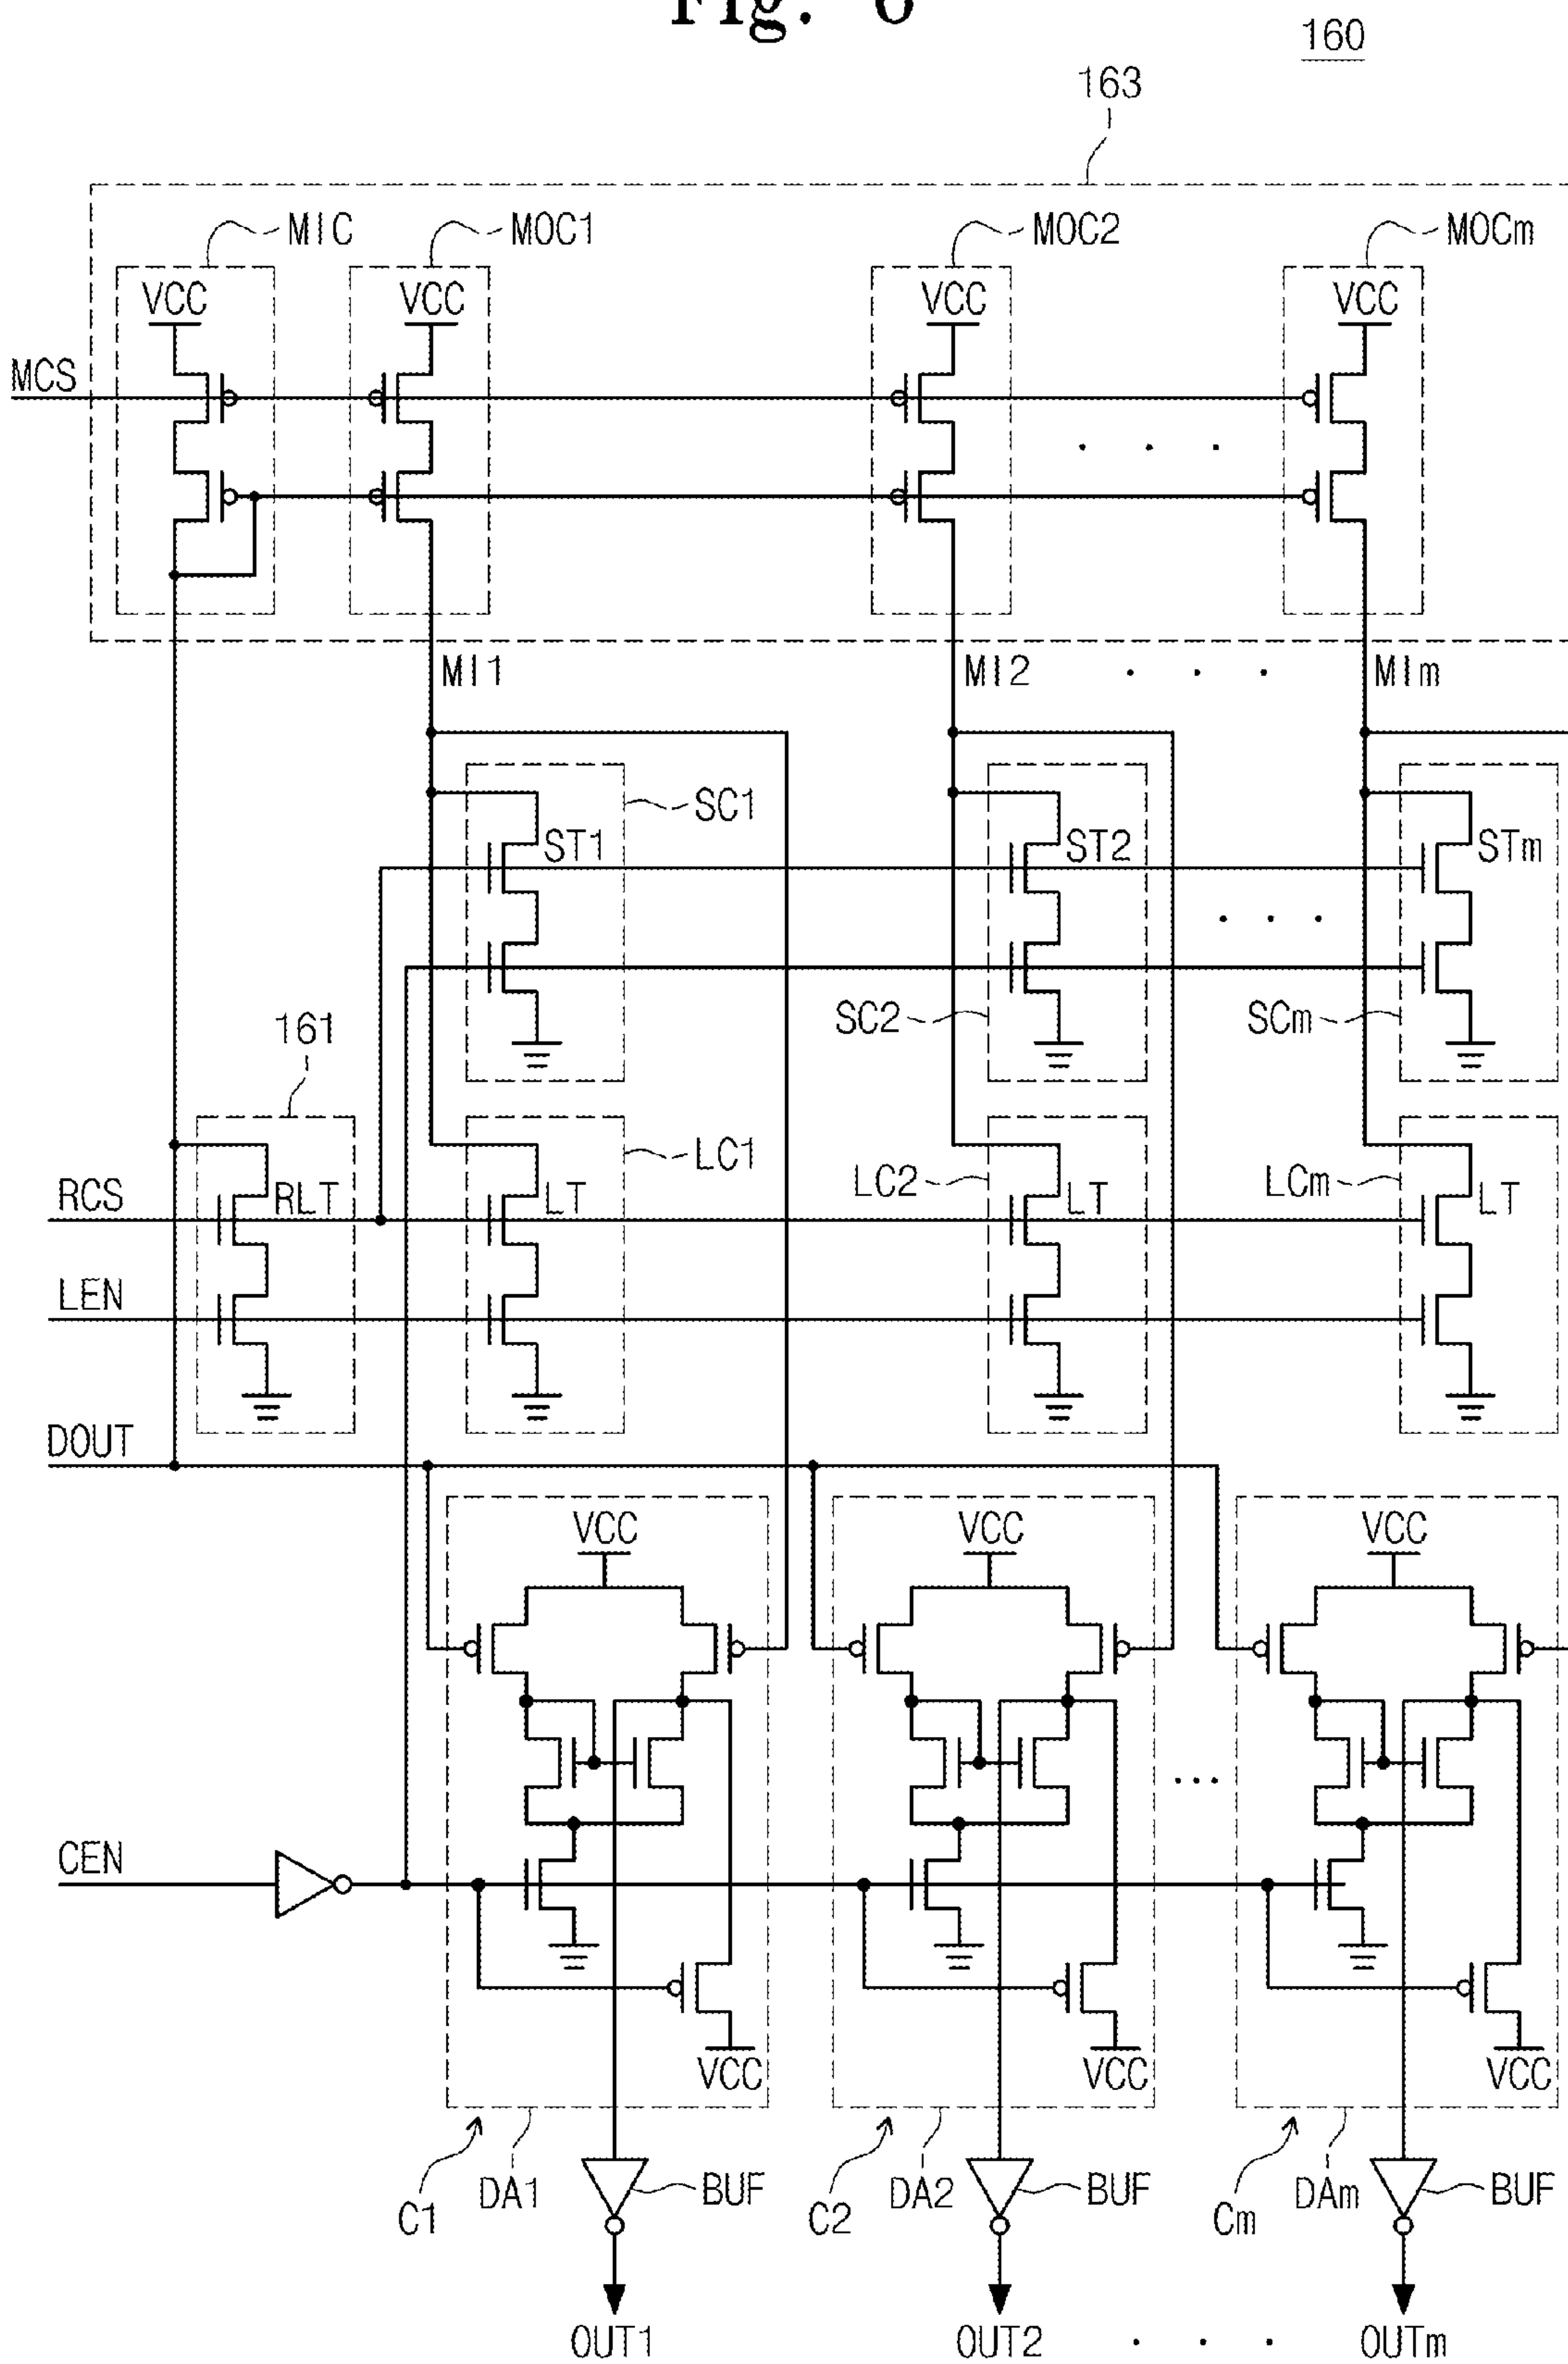 Fig. 6
160
163
MIC MOC1 MOC2 MOCm
VCC VCC VCC VCC
MCS
. . .
MI1 MI2 . . . MIm
SC1
ST1 ST2 STm
. . .
SC2 SCm
161
LC1
LC2 LCm
RCS RLT LT LT LT
LEN
DOUT
VCC VCC VCC
...
CEN
VCC VCC VCC
C1 DA1 BUF C2 DA2 BUF Cm DAm BUF
OUT1 OUT2 . . . OUTm